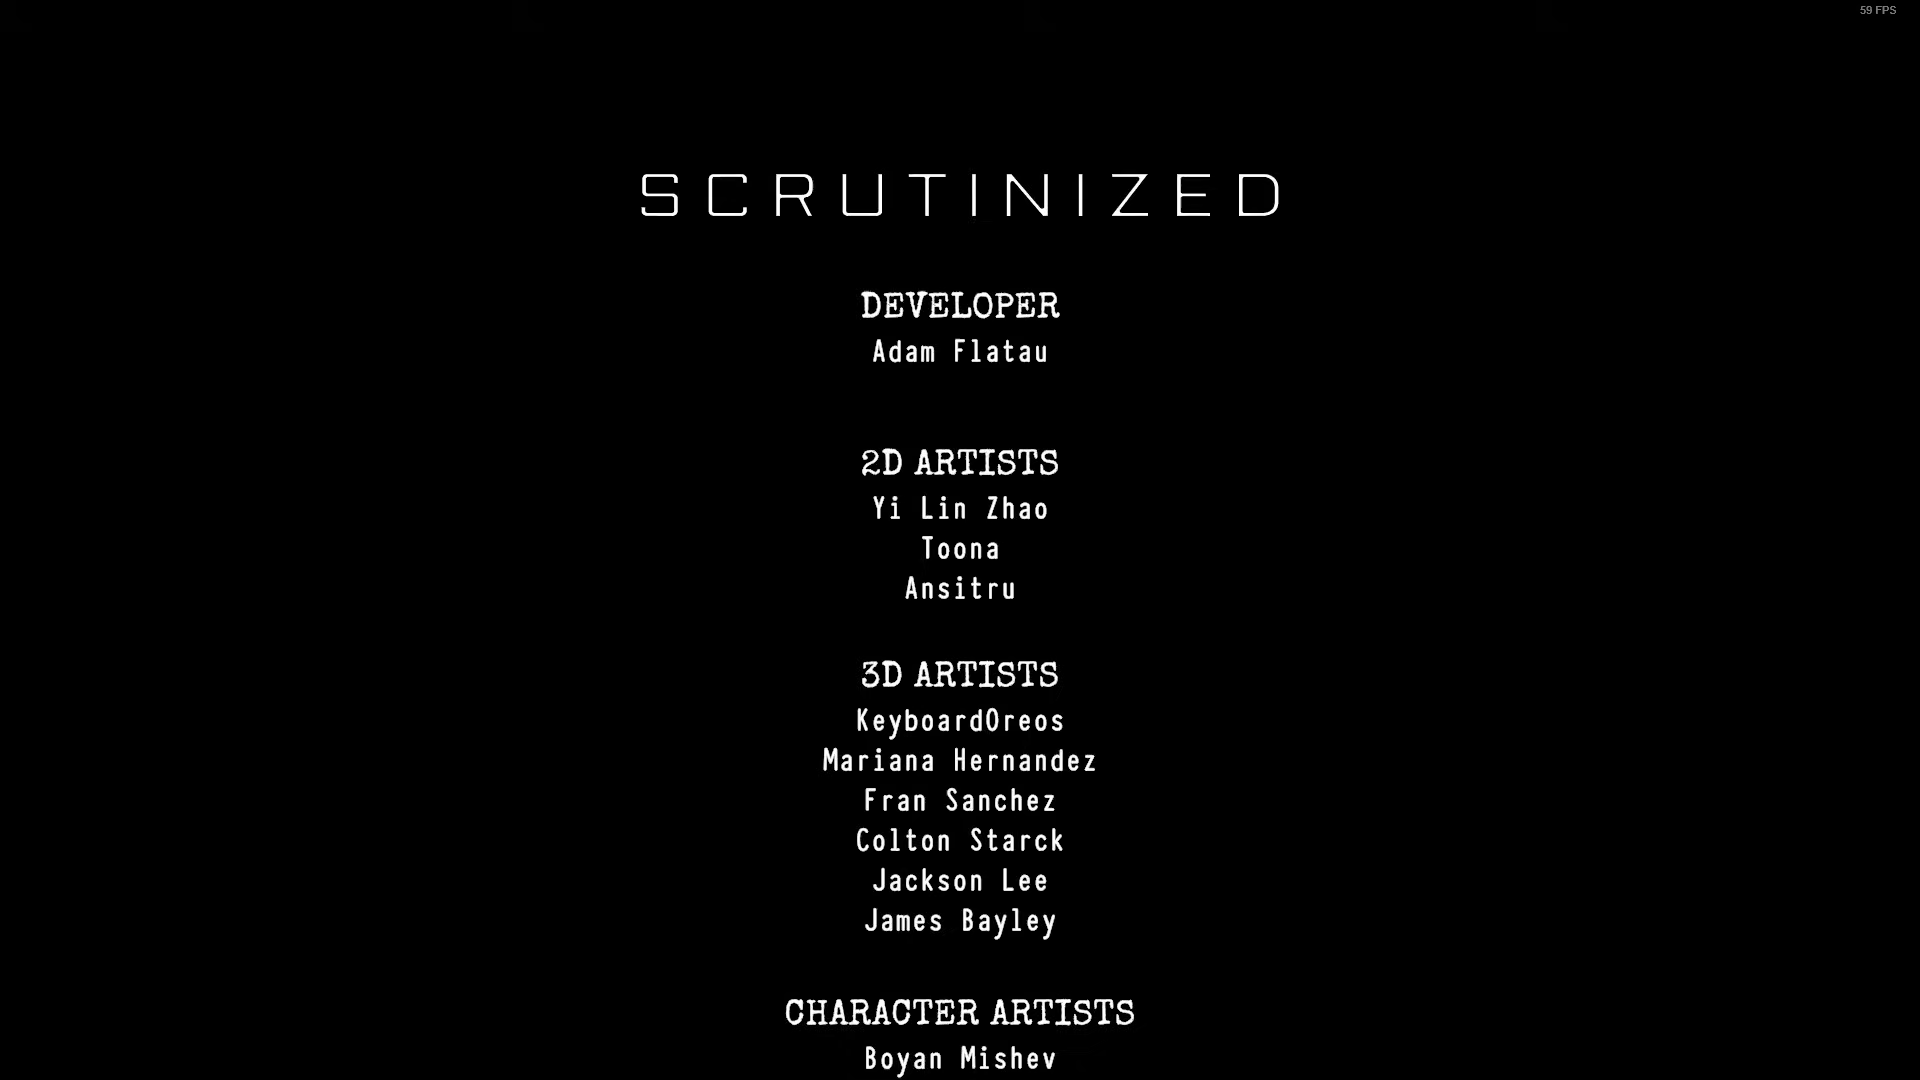 59 FPS
SCRUTINIZED
DEVELOPER
Adam Flatau
2D ARTISTS
Yi Lin Zhao
Toona
Ansitru
3D ARTISTS
KeyboardOreos
Mariana Hernandez
Fran Sanchez
Colton Starck
Jackson Lee
James Bayley
CHARACTER ARTISTS
Boyan Mishev